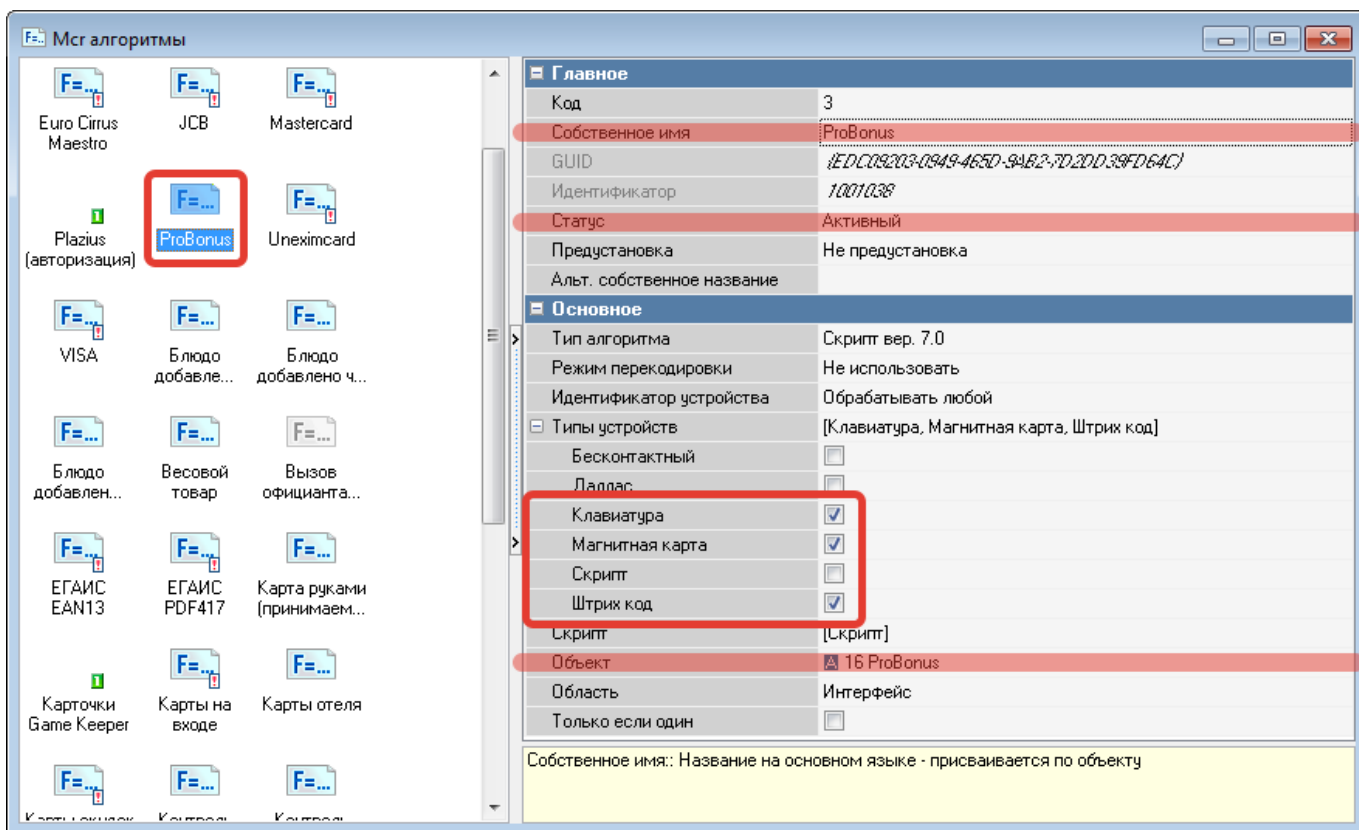 Mcr алгоритмы
Euro Cirrus
Maestro
JCB
Mastercard
Plazius
(авторизация)
ProBonus
Uneximcard
VISA
Блюдо
добавле...
Блюдо
добавлено ч...
Блюдо
добавлен...
Весовой
товар
Вызов
официанта...
ЕГАИС
EAN13
ЕГАИС
PDF417
Карта руками
(принимаем...
Карточки
Game Keeper
Карты на
входе
Карты отеля
Карты скидок
Контроль
Контроль
Главное
Код 3
Собственное имя ProBonus
GUID {EDC09203-0949-465D-9AB2-7D2DD39FD64C}
Идентификатор 1001038
Статус Активный
Предустановка Не предустановка
Альт. собственное название
Основное
Тип алгоритма Скрипт вер. 7.0
Режим перекодировки Не использовать
Идентификатор устройства Обрабатывать любой
Типы устройств [Клавиатура, Магнитная карта, Штрих код]
Бесконтактный
Даллас
Клавиатура
Магнитная карта
Скрипт
Штрих код
Скрипт [Скрипт]
Объект A 16 ProBonus
Область Интерфейс
Только если один
Собственное имя:: Название на основном языке - присваивается по объекту